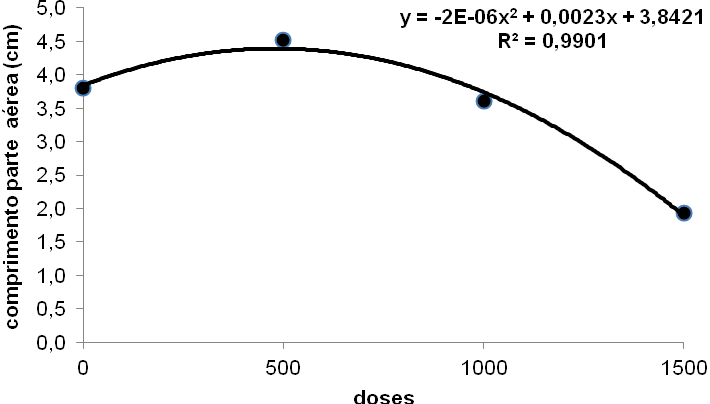 y = -2E-06x² + 0,0023x + 3,8421
R² = 0,9901
comprimento parte aérea (cm)
5,0
4,5
4,0
3,5
3,0
2,5
2,0
1,5
1,0
0,5
0,0
0 500 1000 1500
doses